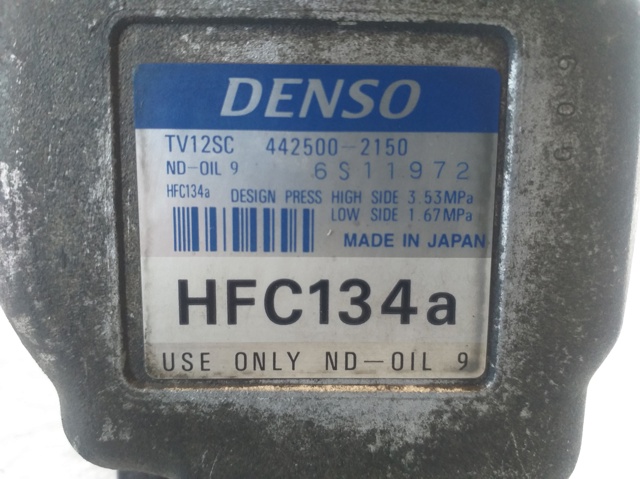 DENSO
TV12SC 442500-2150
ND-OIL 9 6S11972
HFC134a DESIGN PRESS HIGH SIDE 3.53MPa
LOW SIDE 1.67MPa
MADE IN JAPAN
HFC134a
USE ONLY ND-OIL 9